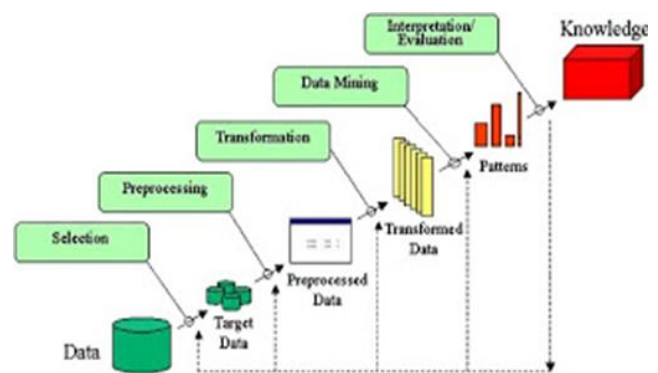 Interpretation/
Evaluation
Knowledge
Data Mining
Transformation
Patterns
Preprocessing
Transformed
Data
Selection
Preprocessed
Data
Target
Data
Data